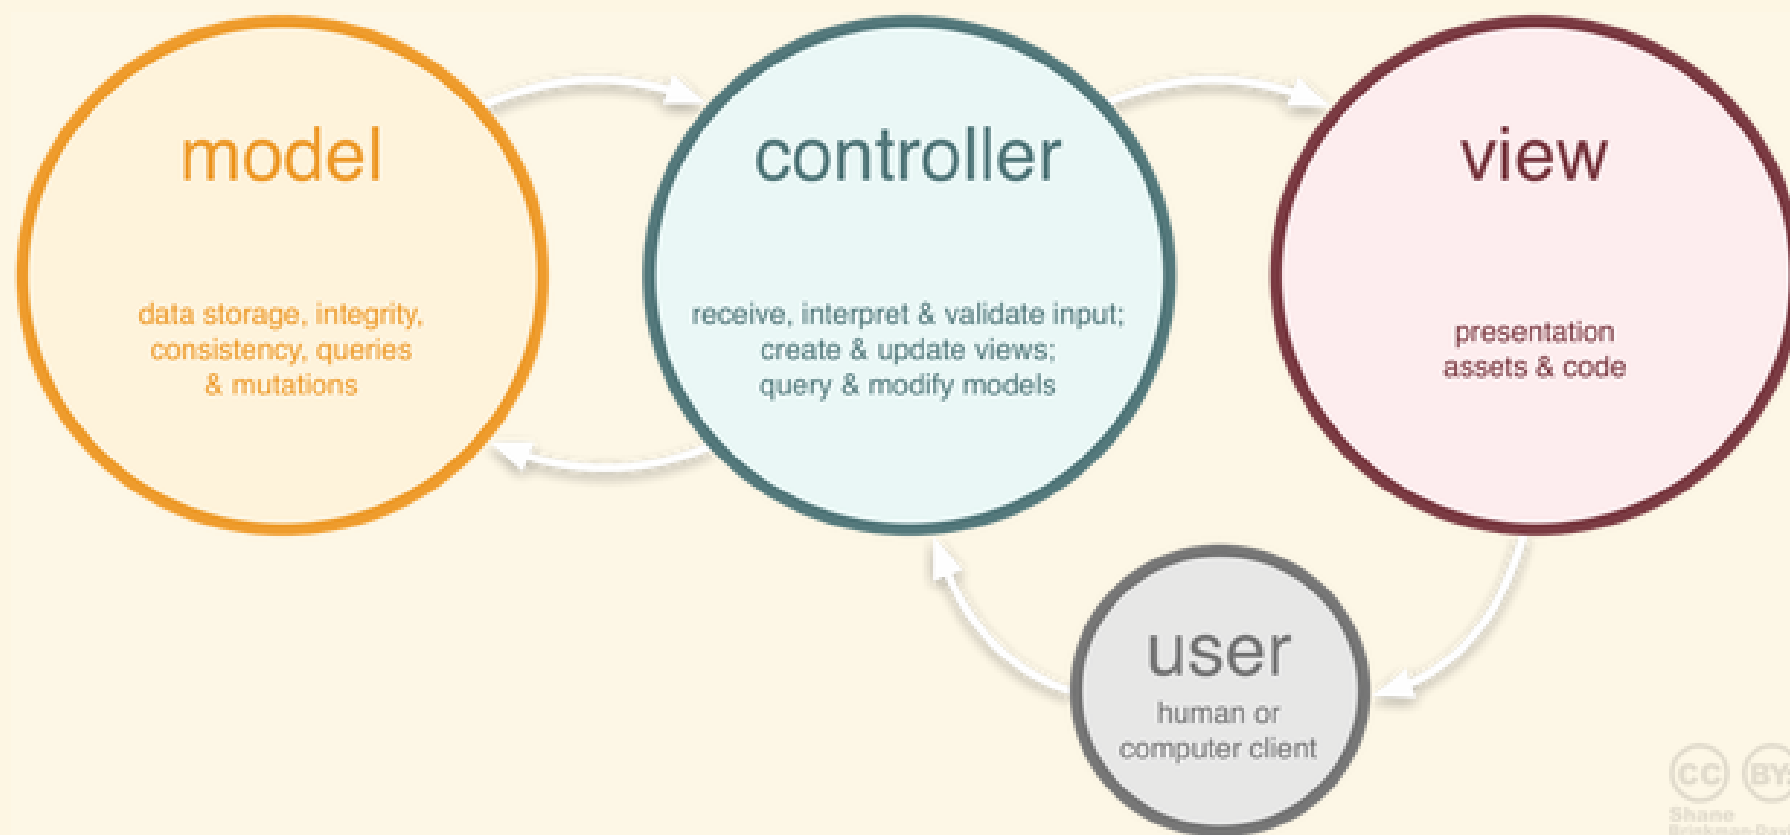 model
data storage, integrity,
consistency, queries
& mutations
controller
receive, interpret & validate input;
create & update views;
query & modify models
view
presentation
assets & code
user
human or
computer client
CC BY:
Shane